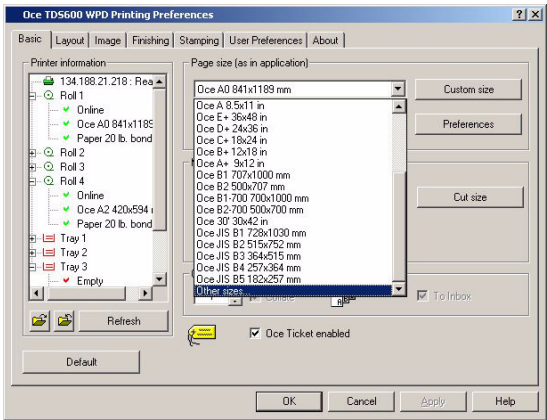 Oce TDS600 WPD Printing Preferences
Basic Layout Image Finishing Stamping User Preferences About
Printer information
134.188.21.218 : Rea
Roll 1
Online
Oce A0 841x1189
Paper 20 lb. bond
Roll 2
Roll 3
Roll 4
Online
Oce A2 420x594
Paper 20 lb. bond
Tray 1
Tray 2
Tray 3
Empty
Refresh
Default
Page size (as in application)
Oce A0 841x1189 mm
Custom size
Preferences
Oce A 8.5x11 in
Oce E+ 36x48 in
Oce D+ 24x36 in
Oce C+ 18x24 in
Oce B+ 12x18 in
Oce A+ 9x12 in
Oce B1 707x1000 mm
Oce B2 500x707 mm
Oce B1-700 700x1000 mm
Oce B2-700 500x700 mm
Oce 30' 30x42 in
Oce JIS B1 728x1030 mm
Oce JIS B2 515x752 mm
Oce JIS B3 364x515 mm
Oce JIS B4 257x364 mm
Oce JIS B5 182x257 mm
Other sizes...
Cut size
Collate
To Inbox
Oce Ticket enabled
OK Cancel Apply Help